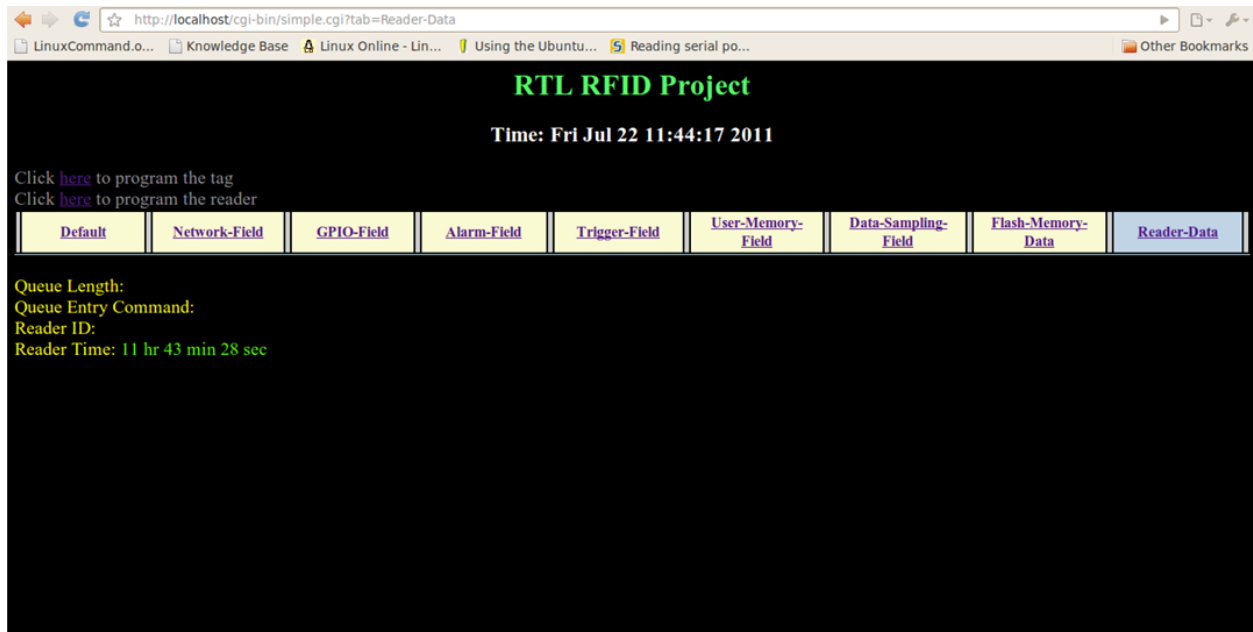 http://localhost/cgi-bin/simple.cgi?tab=Reader-Data
LinuxCommand.o... Knowledge Base Linux Online - Lin... Using the Ubuntu... Reading serial po... Other Bookmarks
RTL RFID Project
Time: Fri Jul 22 11:44:17 2011
Click here to program the tag
Click here to program the reader
Default Network-Field GPIO-Field Alarm-Field Trigger-Field User-Memory-Field Data-Sampling-Field Flash-Memory-Data Reader-Data
Queue Length:
Queue Entry Command:
Reader ID:
Reader Time: 11 hr 43 min 28 sec